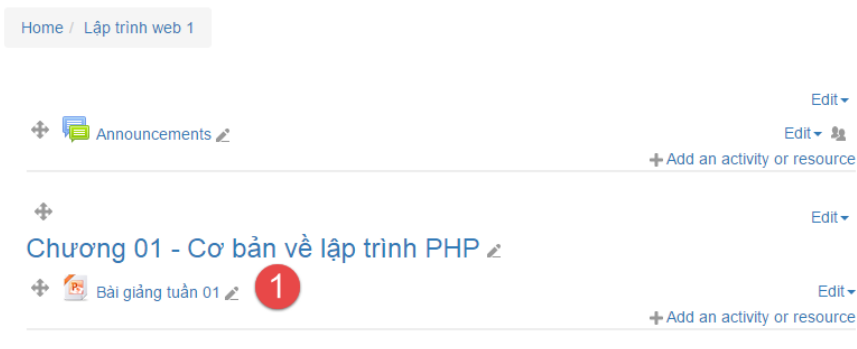 Home / Lập trình web 1
Edit
Announcements Edit
Add an activity or resource
Edit
Chương 01 - Cơ bản về lập trình PHP
Bài giảng tuần 01 1 Edit
Add an activity or resource